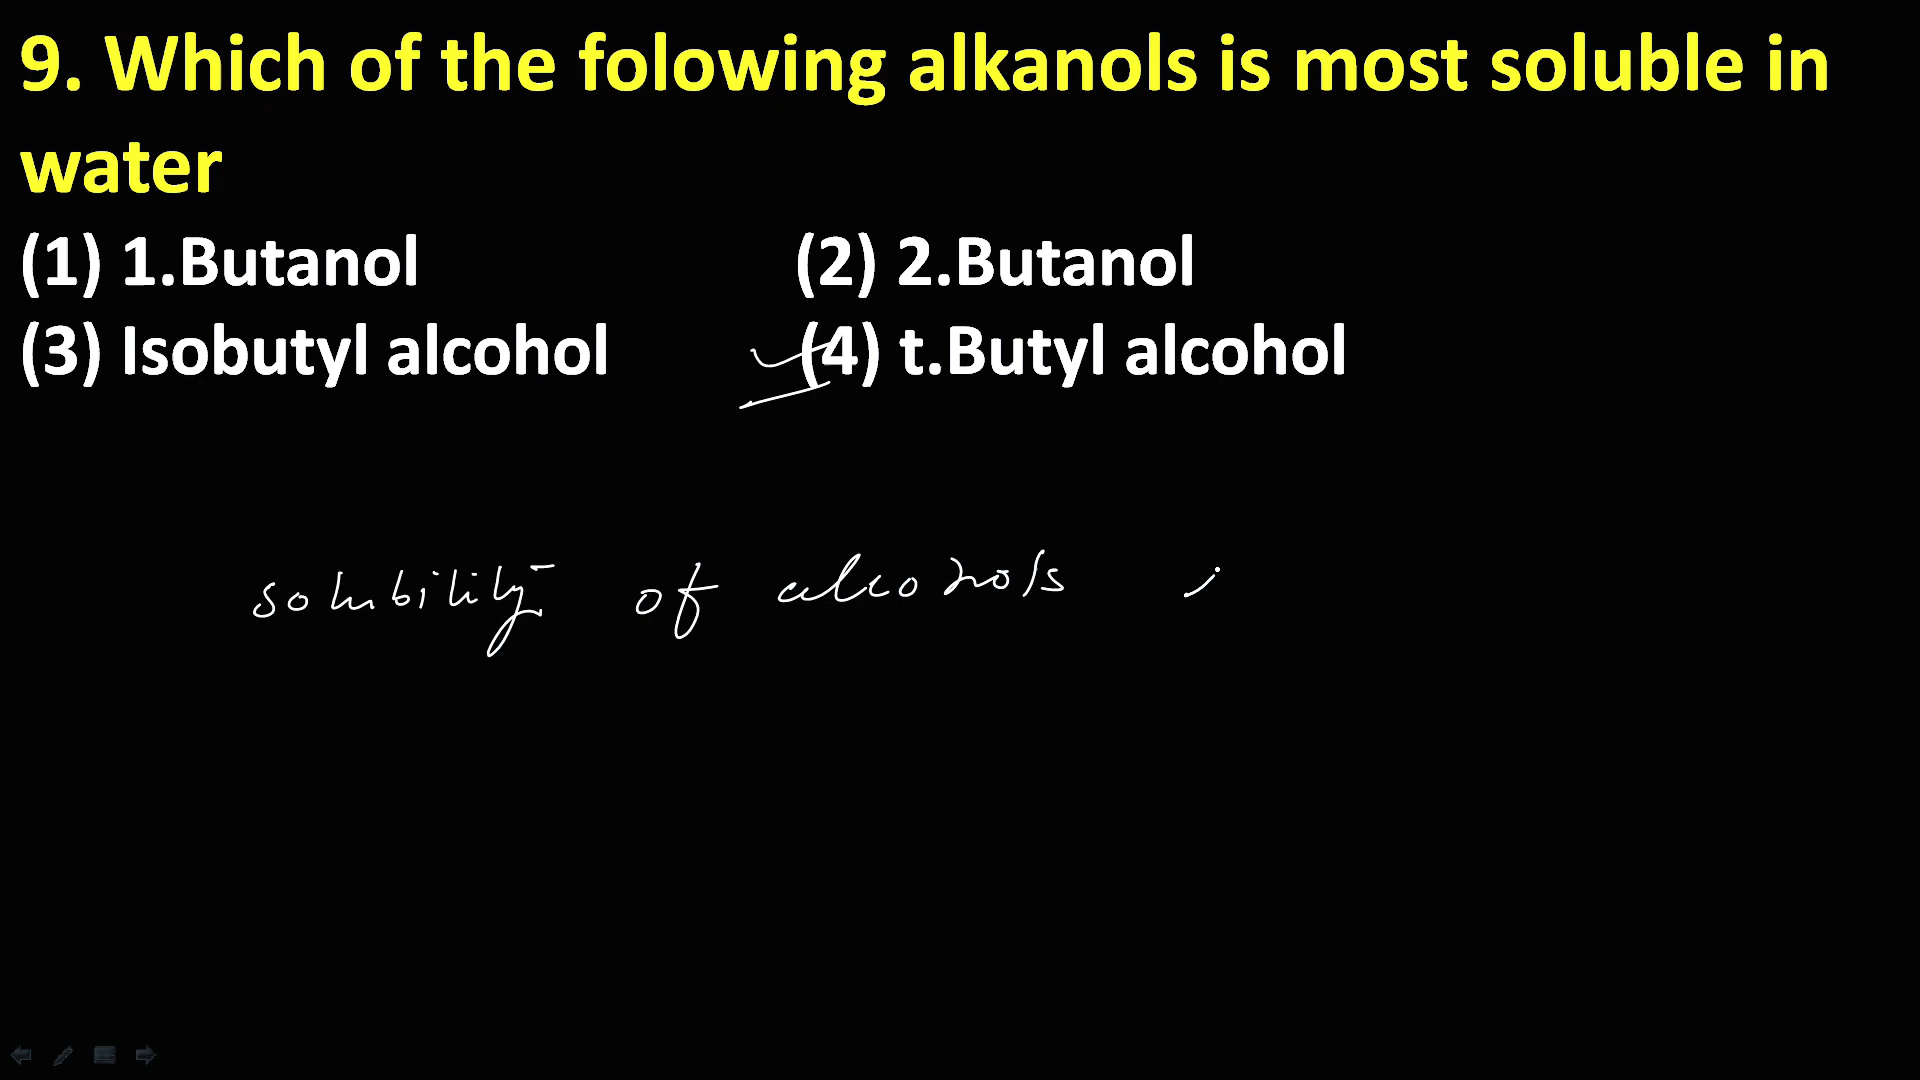 9. Which of the folowing alkanols is most soluble in
water
(1) 1.Butanol (2) 2.Butanol
(3) Isobutyl alcohol (4) t.Butyl alcohol
solubility of alcohols